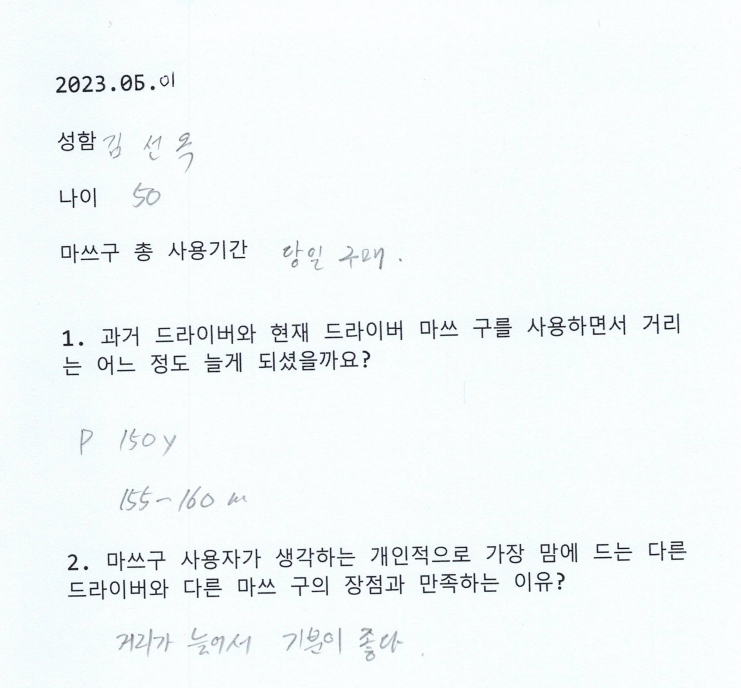 2023.05.01
성함 김 선 옥
나이 50
마쓰구 총 사용기간 당일 구매.
1. 과거 드라이버와 현재 드라이버 마쓰 구를 사용하면서 거리
는 어느 정도 늘게 되셨을까요?
P 150y
155~160 m
2. 마쓰구 사용자가 생각하는 개인적으로 가장 맘에 드는 다른
드라이버와 다른 마쓰 구의 장점과 만족하는 이유?
거리가 늘어서 기분이 좋다.